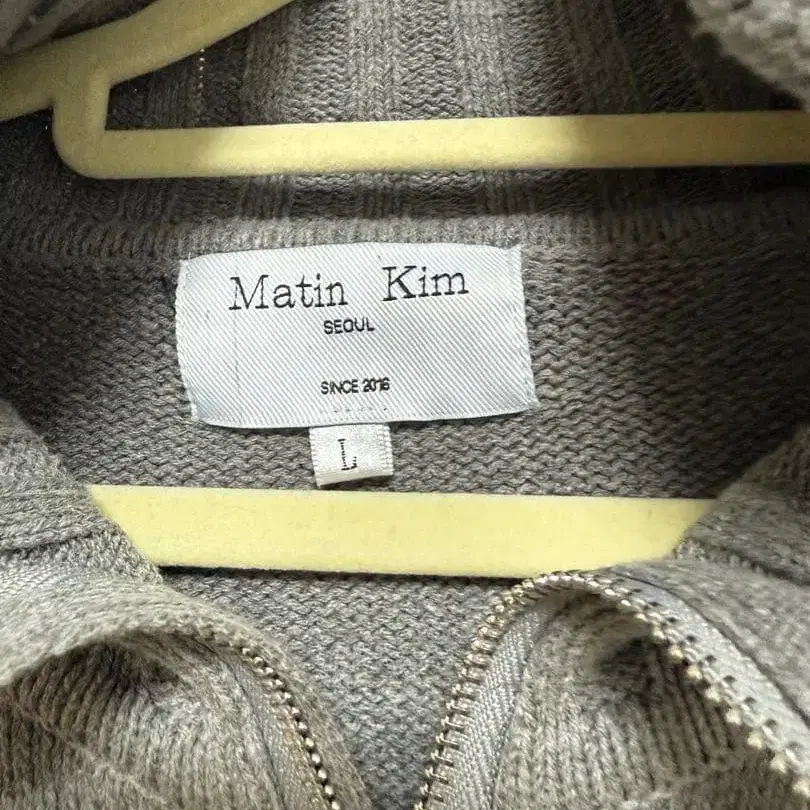 Matin Kim
SEOUL
SINCE 2016
L